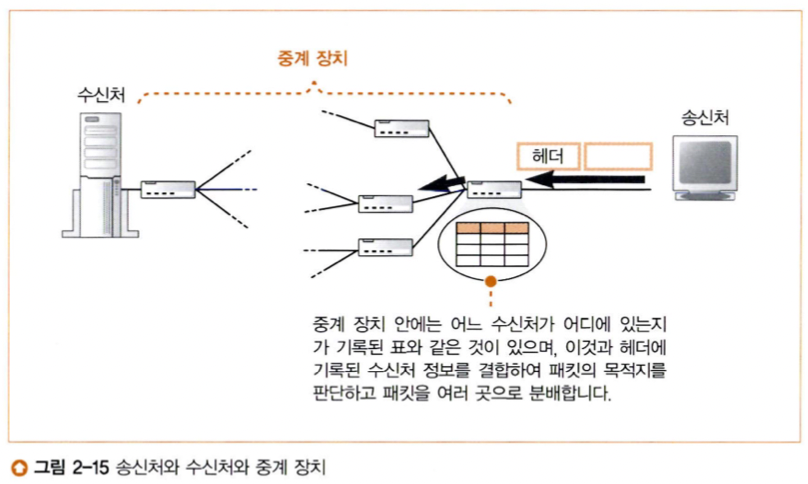 중계 장치
수신처
송신처
헤더
중계 장치 안에는 어느 수신처가 어디에 있는지
가 기록된 표와 같은 것이 있으며, 이것과 헤더에
기록된 수신처 정보를 결합하여 패킷의 목적지를
판단하고 패킷을 여러 곳으로 분배합니다.
그림 2-15 송신처와 수신처와 중계 장치